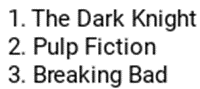 1. The Dark Knight
2. Pulp Fiction
3. Breaking Bad